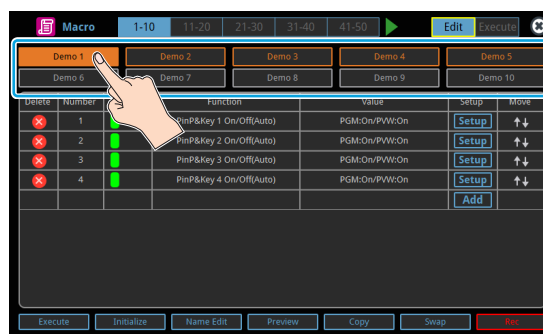 Macro 1-10 11-20 21-30 31-40 41-50 Edit Execute
Demo 1 Demo 2 Demo 3 Demo 4 Demo 5
Demo 6 Demo 7 Demo 8 Demo 9 Demo 10
Delete Number Function Value Setup Move
1 PinP&Key 1 On/Off(Auto) PGM:On/PVW:On Setup
2 PinP&Key 2 On/Off(Auto) PGM:On/PVW:On Setup
3 PinP&Key 3 On/Off(Auto) PGM:On/PVW:On Setup
4 PinP&Key 4 On/Off(Auto) PGM:On/PVW:On Setup
Add
Execute Initialize Name Edit Preview Copy Swap Rec